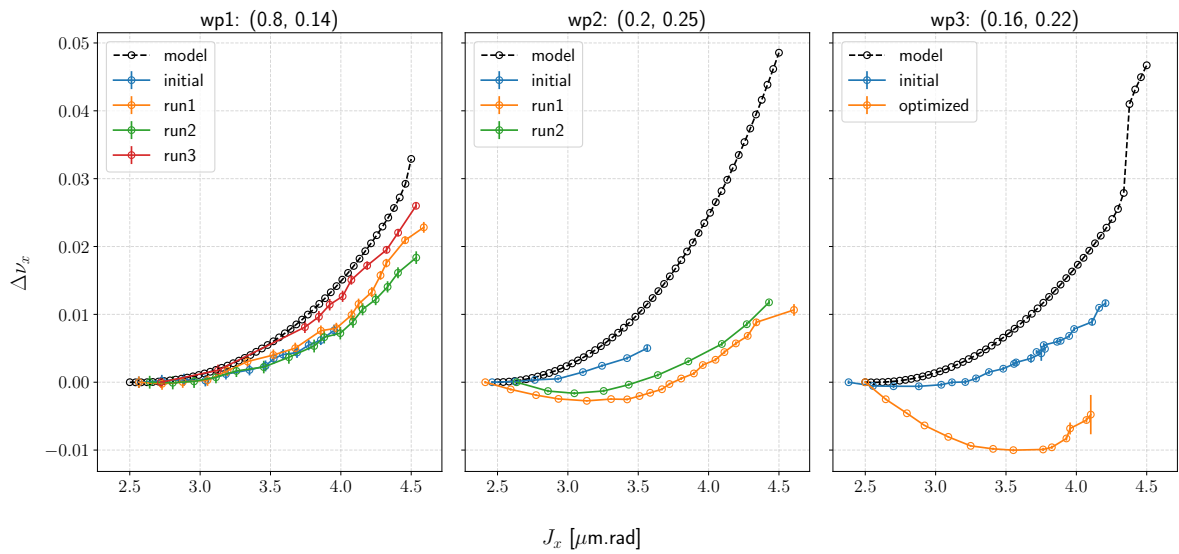 wp1: (0.8, 0.14)
wp2: (0.2, 0.25)
wp3: (0.16, 0.22)
model
initial
run1
run2
run3
model
initial
run1
run2
model
initial
optimized
0.05
0.04
0.03
0.02
0.01
0.00
−0.01
Δν_x
2.5 3.0 3.5 4.0 4.5
2.5 3.0 3.5 4.0 4.5
2.5 3.0 3.5 4.0 4.5
J_x [μm.rad]